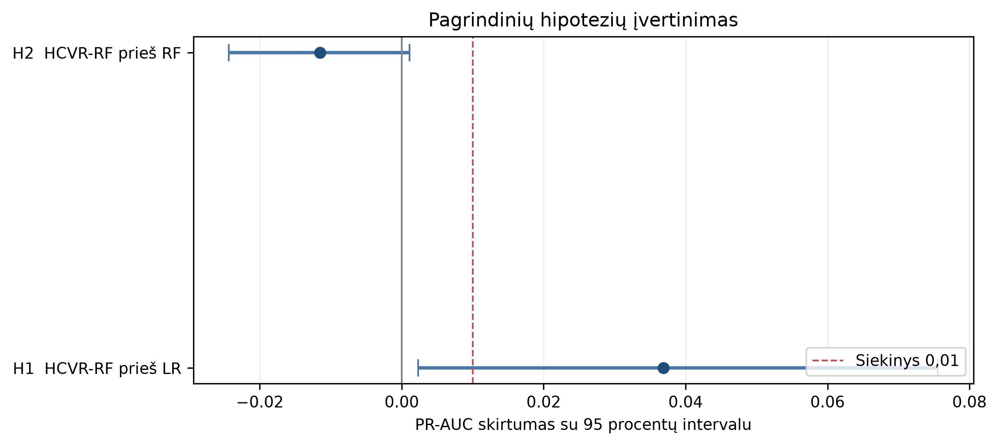 Pagrindinių hipotezių įvertinimas
H2  HCVR-RF prieš RF
H1  HCVR-RF prieš LR
Siekinys 0,01
−0.02 0.00 0.02 0.04 0.06 0.08
PR-AUC skirtumas su 95 procentų intervalu